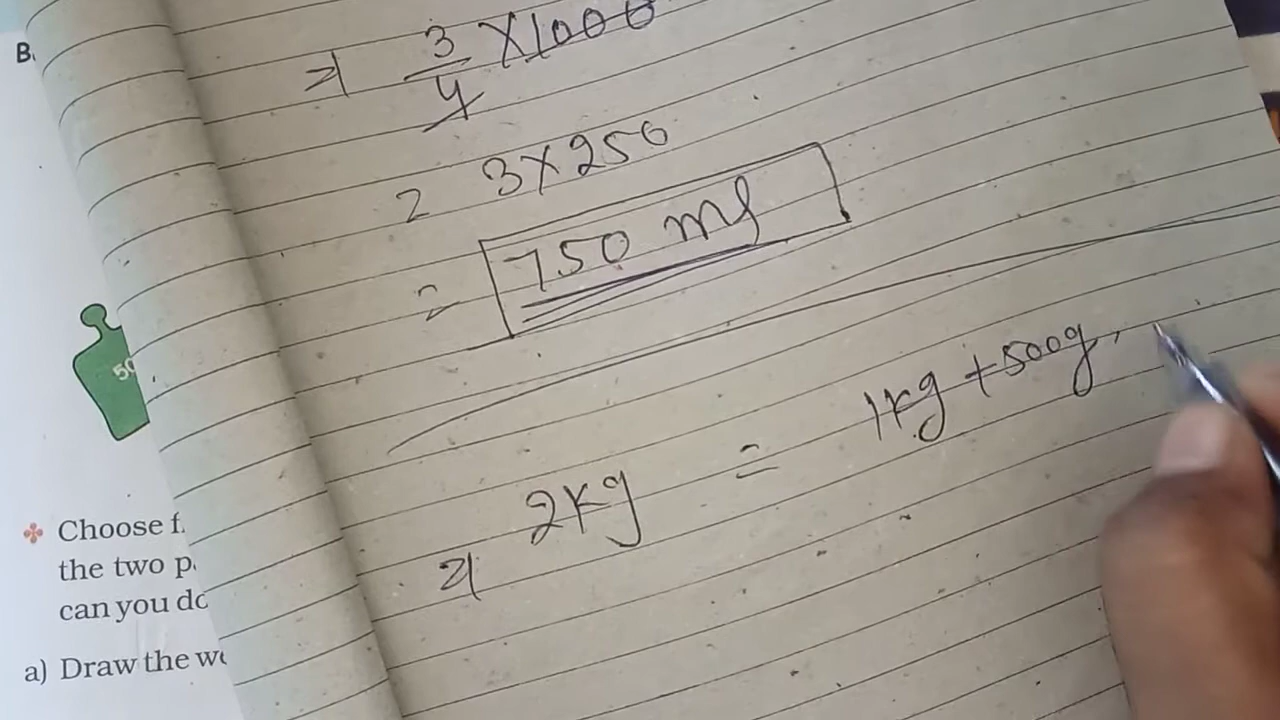 B.
⇒ 3/4 × 1000
= 3 × 250
= 750 ml
⇒ 2kg = 1kg + 500g,
50
Choose f
the two p
can you do
a) Draw the we